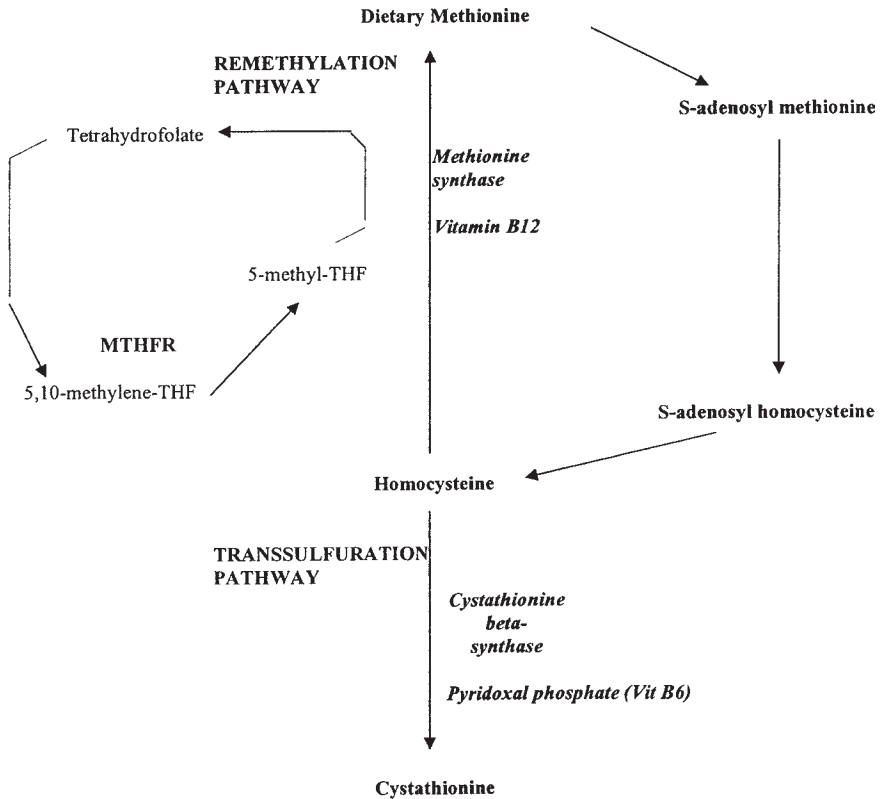 Dietary Methionine
REMETHYLATION
PATHWAY
S-adenosyl methionine
Tetrahydrofolate
Methionine
synthase
Vitamin B12
5-methyl-THF
MTHFR
5,10-methylene-THF
S-adenosyl homocysteine
Homocysteine
TRANSSULFURATION
PATHWAY
Cystathionine
beta-
synthase
Pyridoxal phosphate (Vit B6)
Cystathionine